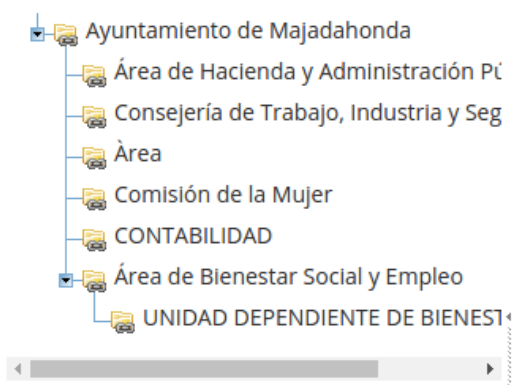 Ayuntamiento de Majadahonda
Área de Hacienda y Administración Pú
Consejería de Trabajo, Industria y Seg
Àrea
Comisión de la Mujer
CONTABILIDAD
Área de Bienestar Social y Empleo
UNIDAD DEPENDIENTE DE BIENEST